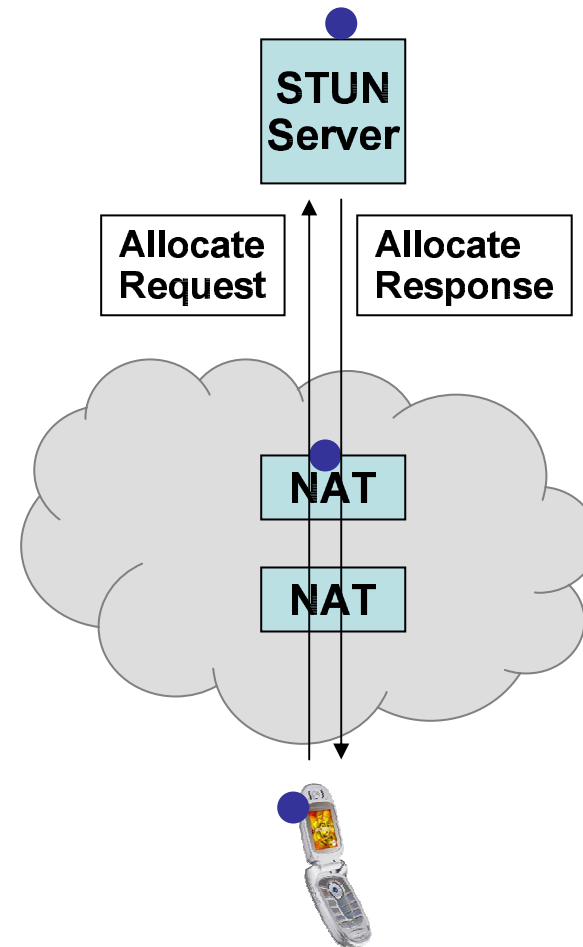 STUN
Server
Allocate
Request
Allocate
Response
NAT
NAT